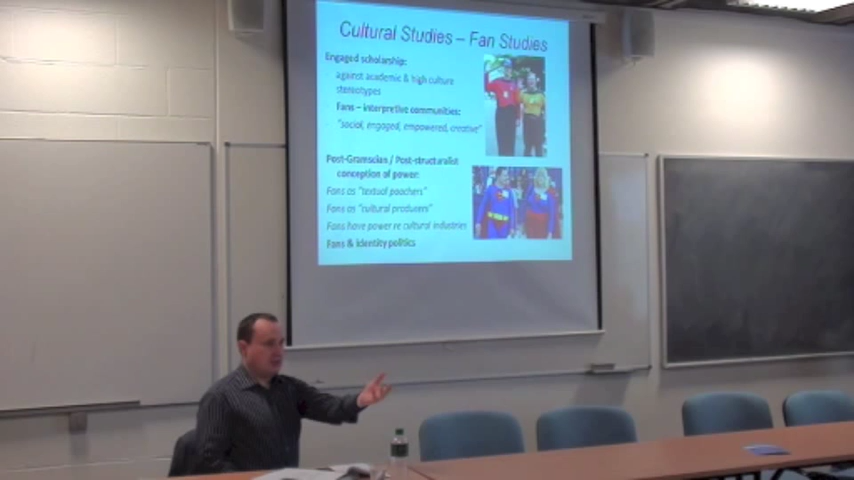 Cultural Studies – Fan Studies
Engaged scholarship:
against academic & high culture
stereotypes
Fans – interpretive communities:
"social, engaged, empowered, creative"
Post-Gramscian / Post-structuralist
conception of power:
Fans as "textual poachers"
Fans as "cultural producers"
Fans have power re cultural industries
Fans & identity politics